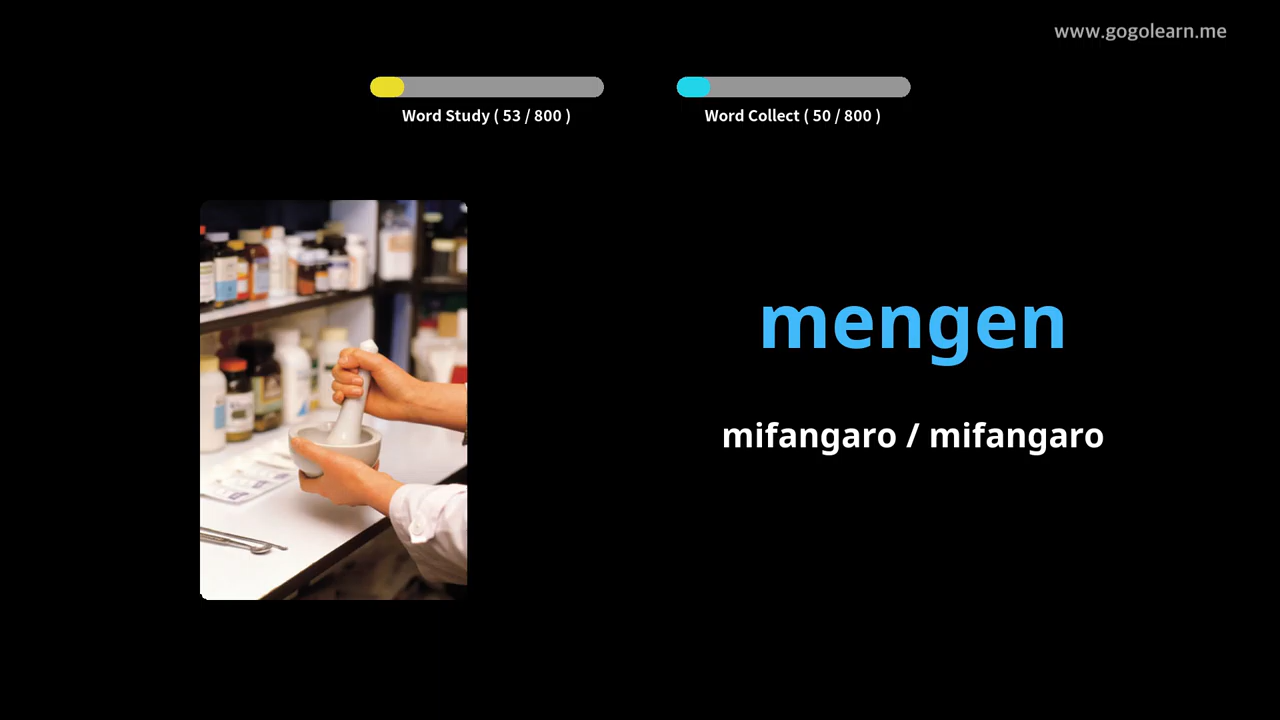 www.gogolearn.me
Word Study ( 53 / 800 )
Word Collect ( 50 / 800 )
mengen
mifangaro / mifangaro